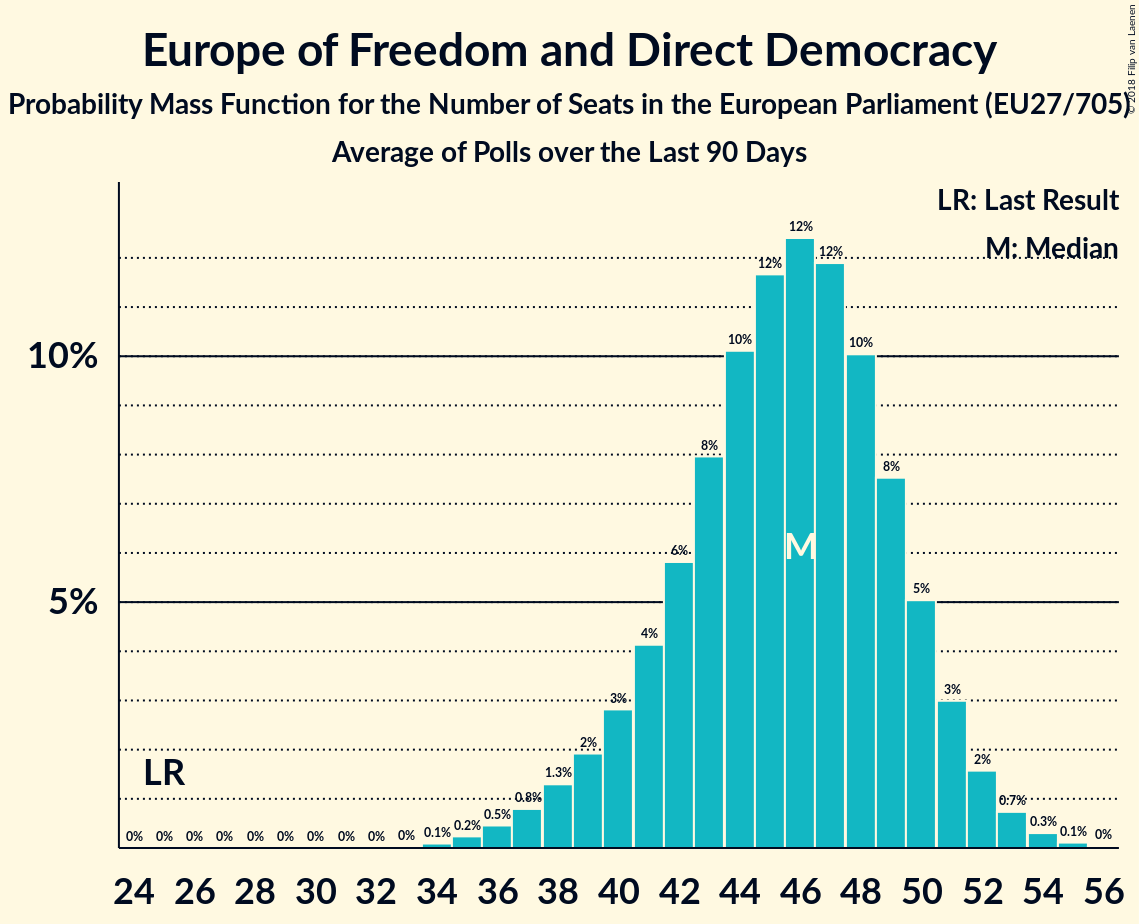 Europe of Freedom and Direct Democracy
Probability Mass Function for the Number of Seats in the European Parliament (EU27/705)
Average of Polls over the Last 90 Days
© 2018 Filip van Laenen
LR: Last Result
M: Median
10%
5%
LR
M
0% 0% 0% 0% 0% 0% 0% 0% 0% 0% 0.1% 0.2% 0.5% 0.8% 1.3% 2% 3% 4% 6% 8% 10% 12% 12% 12% 10% 8% 5% 3% 2% 0.7% 0.3% 0.1% 0%
24 26 28 30 32 34 36 38 40 42 44 46 48 50 52 54 56